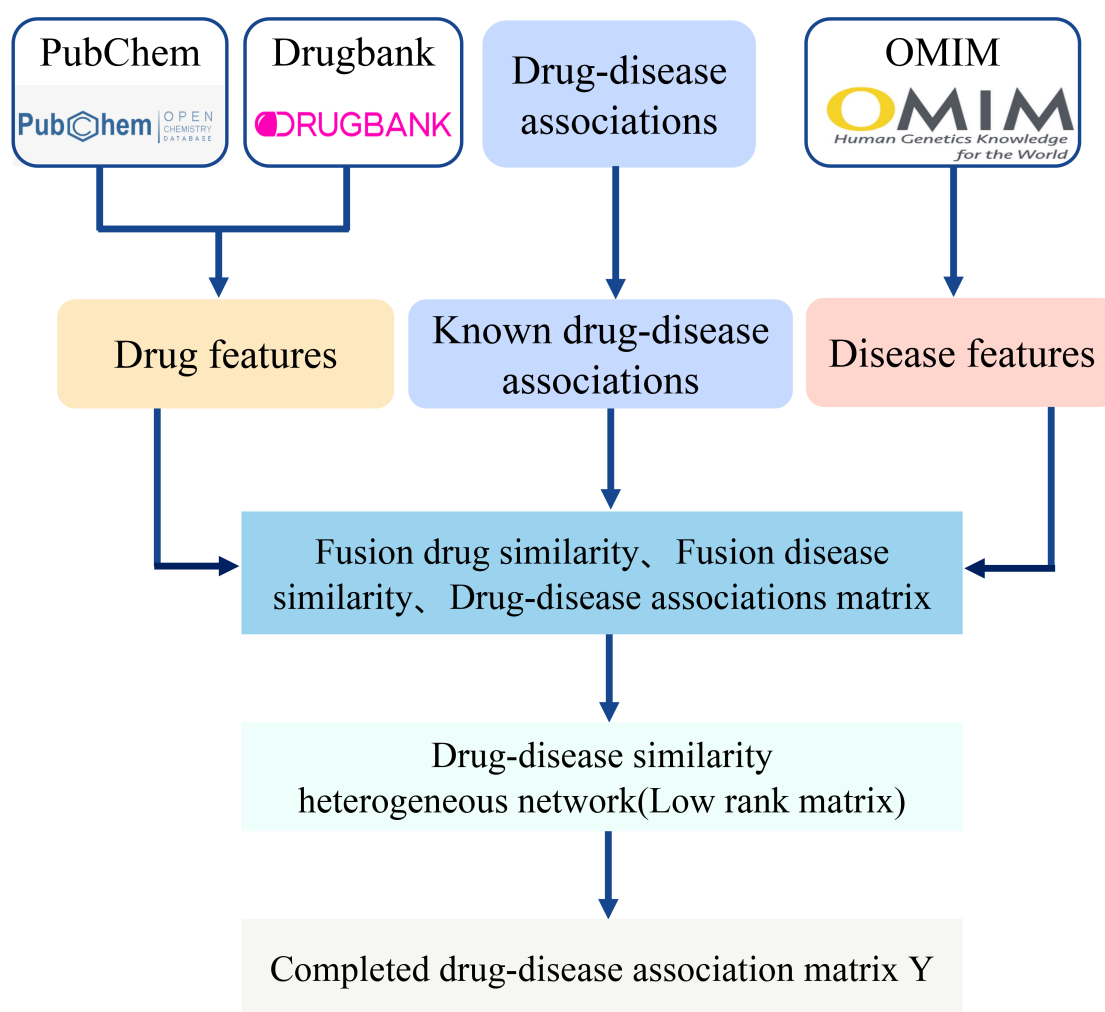 PubChem
PubChem
OPEN
CHEMISTRY
DATABASE
Drugbank
DRUGBANK
Drug-disease
associations
OMIM
OMIM
Human Genetics Knowledge
for the World
Drug features
Known drug-disease
associations
Disease features
Fusion drug similarity、Fusion disease
similarity、Drug-disease associations matrix
Drug-disease similarity
heterogeneous network(Low rank matrix)
Completed drug-disease association matrix Y